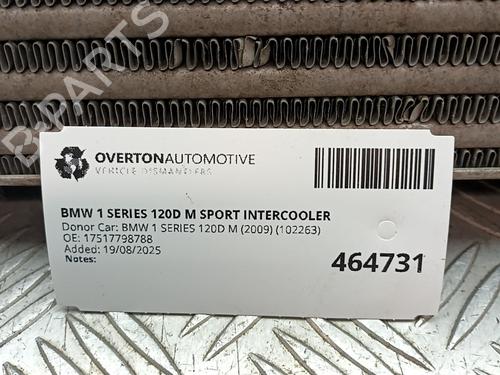 B-PARTS
OVERTONAUTOMOTIVE
VEHICLE DISMANTLERS
BMW 1 SERIES 120D M SPORT INTERCOOLER
Donor Car: BMW 1 SERIES 120D M (2009) (102263)
OE: 17517798788
Added: 19/08/2025
Notes:
464731